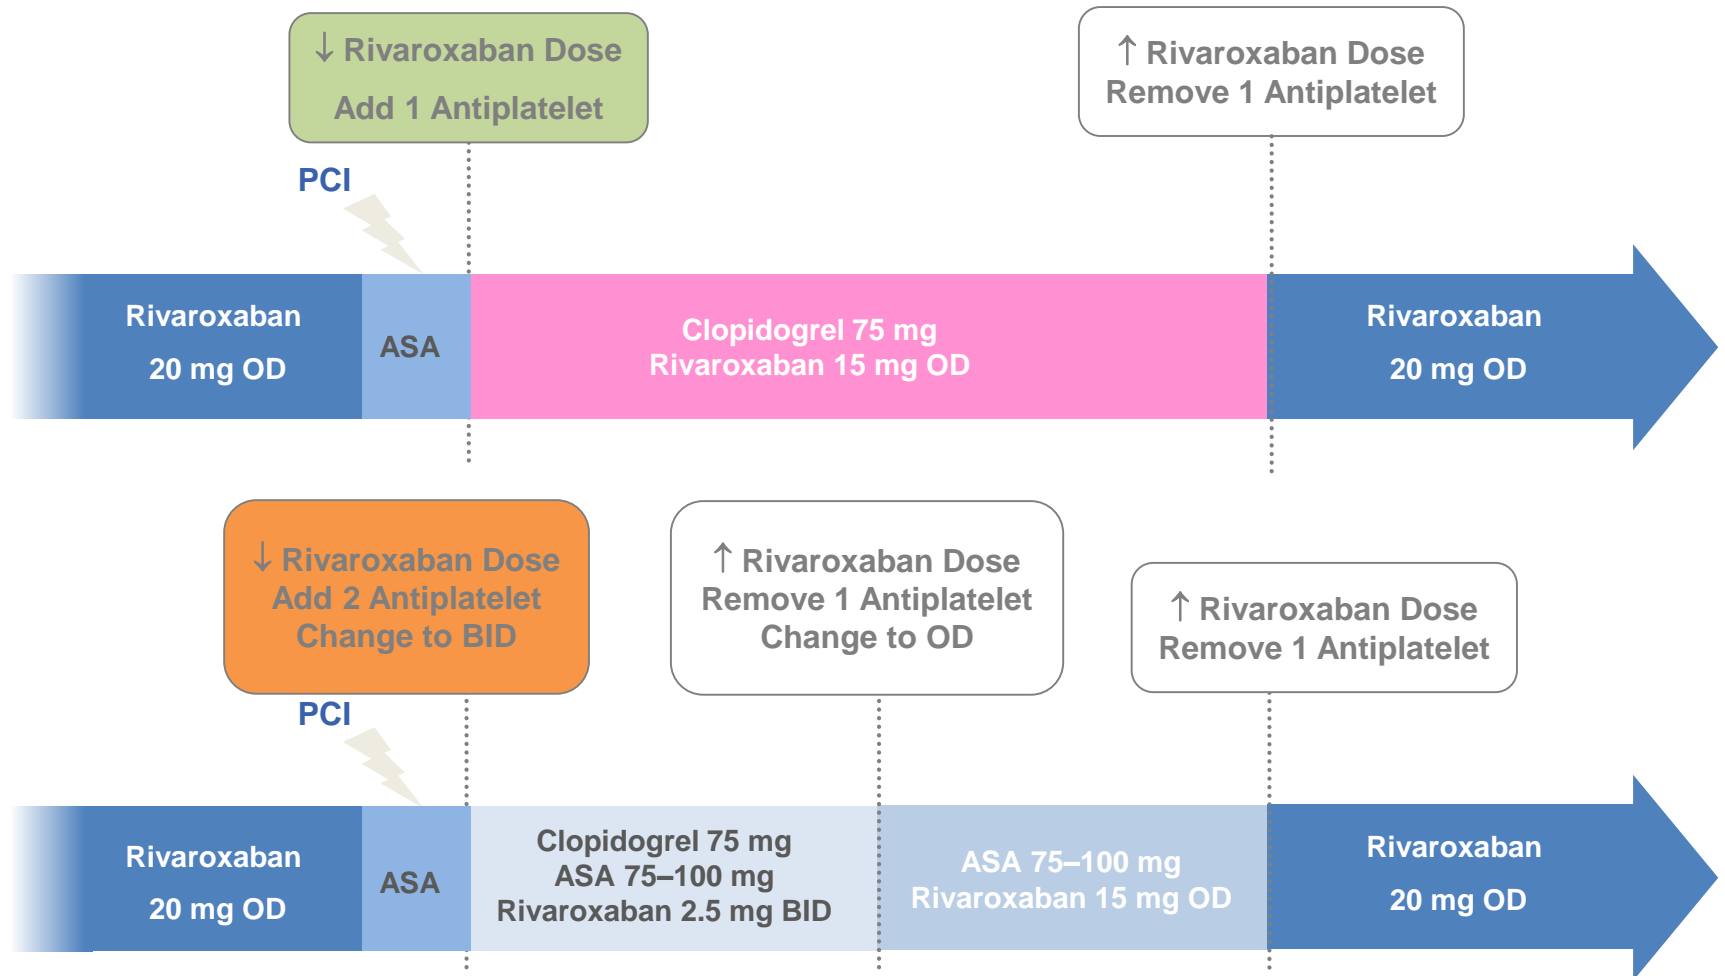 ↓ Rivaroxaban Dose
Add 1 Antiplatelet
↑ Rivaroxaban Dose
Remove 1 Antiplatelet
PCI
Rivaroxaban
20 mg OD
ASA
Clopidogrel 75 mg
Rivaroxaban 15 mg OD
Rivaroxaban
20 mg OD
↓ Rivaroxaban Dose
Add 2 Antiplatelet
Change to BID
↑ Rivaroxaban Dose
Remove 1 Antiplatelet
Change to OD
↑ Rivaroxaban Dose
Remove 1 Antiplatelet
PCI
Rivaroxaban
20 mg OD
ASA
Clopidogrel 75 mg
ASA 75–100 mg
Rivaroxaban 2.5 mg BID
ASA 75–100 mg
Rivaroxaban 15 mg OD
Rivaroxaban
20 mg OD